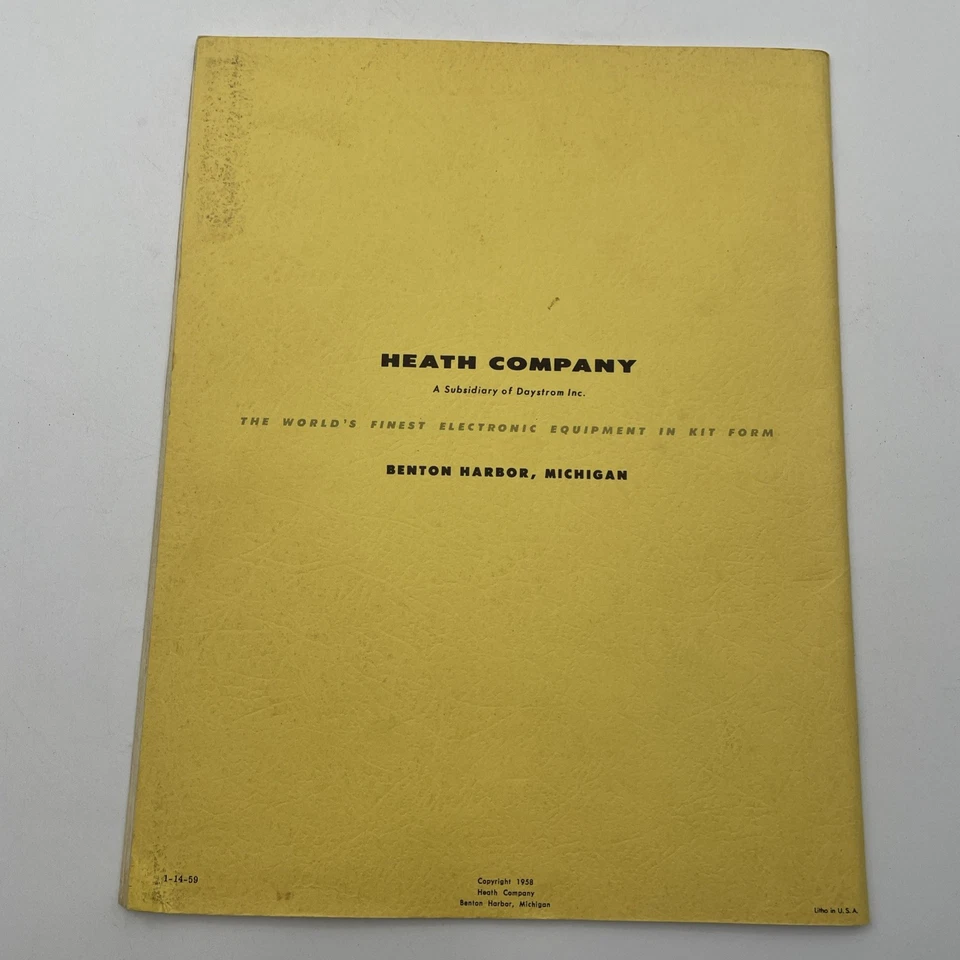 HEATH COMPANY
A Subsidiary of Daystrom Inc.
THE WORLD'S FINEST ELECTRONIC EQUIPMENT IN KIT FORM
BENTON HARBOR, MICHIGAN
1-14-59
Copyright 1958
Heath Company
Benton Harbor, Michigan
Litho in U. S. A.